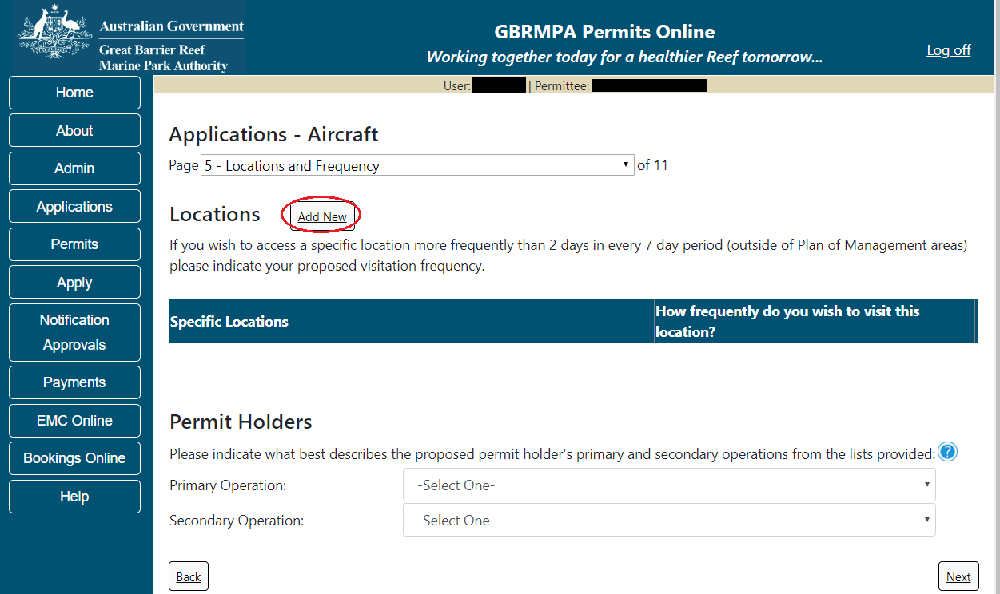 Australian Government
Great Barrier Reef
Marine Park Authority
GBRMPA Permits Online
Working together today for a healthier Reef tomorrow...
Log off
User: | Permittee:
Home
About
Admin
Applications
Permits
Apply
Notification
Approvals
Payments
EMC Online
Bookings Online
Help
Applications - Aircraft
Page 5 - Locations and Frequency of 11
Locations Add New
If you wish to access a specific location more frequently than 2 days in every 7 day period (outside of Plan of Management areas)
please indicate your proposed visitation frequency.
Specific Locations
How frequently do you wish to visit this
location?
Permit Holders
Please indicate what best describes the proposed permit holder’s primary and secondary operations from the lists provided: ?
Primary Operation: -Select One-
Secondary Operation: -Select One-
Back Next